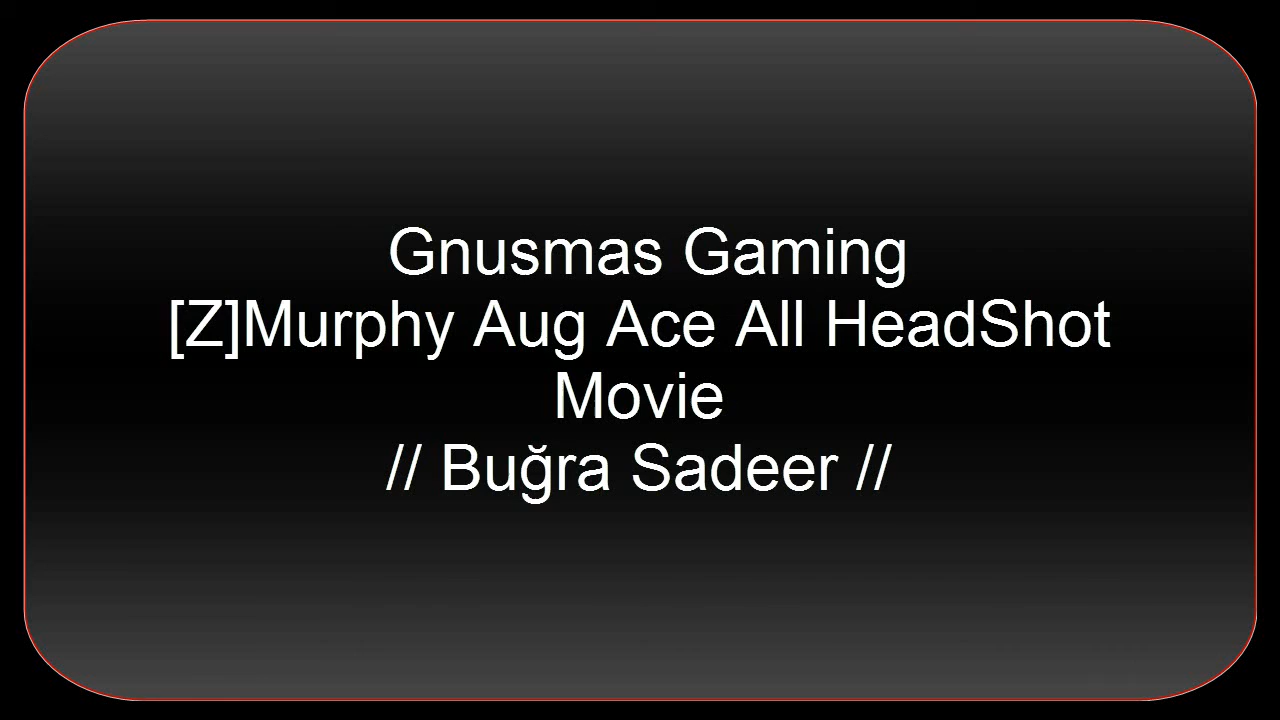 Gnusmas Gaming
[Z]Murphy Aug Ace All HeadShot
Movie
// Buğra Sadeer //